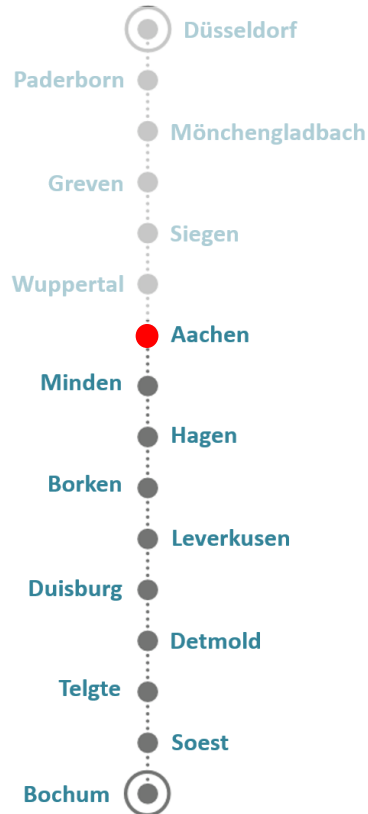 Düsseldorf
Paderborn
Mönchengladbach
Greven
Siegen
Wuppertal
Aachen
Minden
Hagen
Borken
Leverkusen
Duisburg
Detmold
Telgte
Soest
Bochum